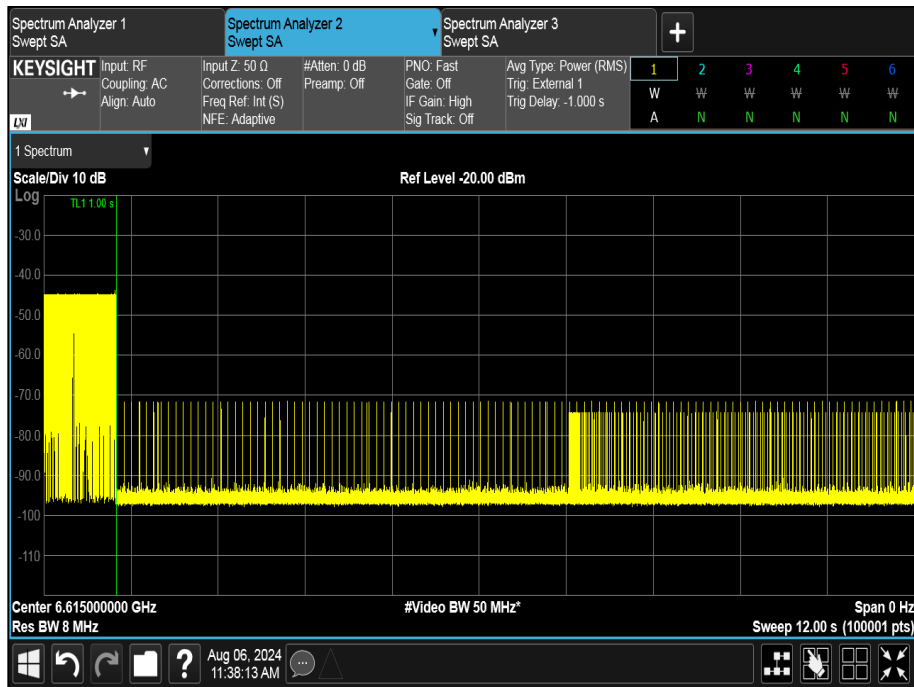 Spectrum Analyzer 1
Swept SA
Spectrum Analyzer 2
Swept SA
Spectrum Analyzer 3
Swept SA
+
KEYSIGHT
LXI
Input: RF
Coupling: AC
Align: Auto
Input Z: 50 Ω
Corrections: Off
Freq Ref: Int (S)
NFE: Adaptive
#Atten: 0 dB
Preamp: Off
PNO: Fast
Gate: Off
IF Gain: High
Sig Track: Off
Avg Type: Power (RMS)
Trig: External 1
Trig Delay: -1.000 s
1 2 3 4 5 6
W W W W W W
A N N N N N
1 Spectrum
Scale/Div 10 dB
Ref Level -20.00 dBm
Log
TL1 1.00 s
-30.0
-40.0
-50.0
-60.0
-70.0
-80.0
-90.0
-100
-110
Center 6.615000000 GHz
#Video BW 50 MHz*
Span 0 Hz
Res BW 8 MHz
Sweep 12.00 s (100001 pts)
?
Aug 06, 2024
11:38:13 AM